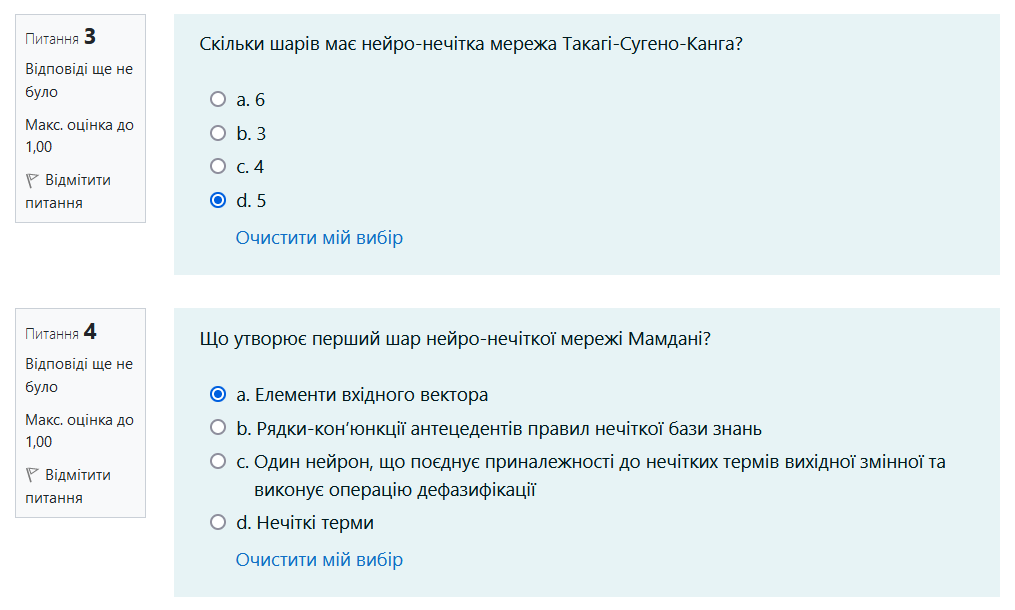 Питання 3
Відповіді ще не
було
Макс. оцінка до
1,00
Відмітити
питання
Скільки шарів має нейро-нечітка мережа Такагі-Сугено-Канга?
a. 6
b. 3
c. 4
d. 5
Очистити мій вибір
Питання 4
Відповіді ще не
було
Макс. оцінка до
1,00
Відмітити
питання
Що утворює перший шар нейро-нечіткої мережі Мамдані?
a. Елементи вхідного вектора
b. Рядки-кон’юнкції антецедентів правил нечіткої бази знань
c. Один нейрон, що поєднує приналежності до нечітких термів вихідної змінної та
виконує операцію дефазифікації
d. Нечіткі терми
Очистити мій вибір